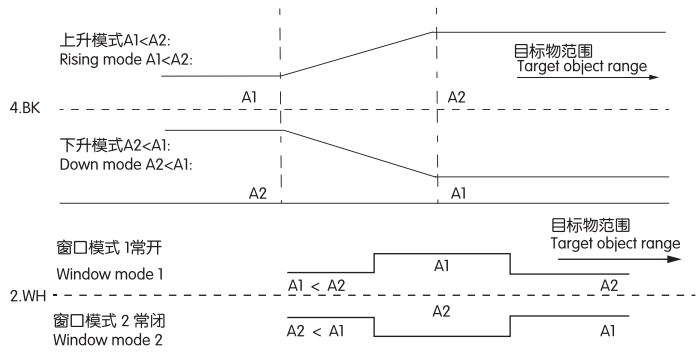 上升模式A1<A2:
Rising mode A1<A2:
目标物范围
Target object range
A1
A2
4.BK
下升模式A2<A1:
Down mode A2<A1:
A2
A1
目标物范围
Target object range
窗口模式 1常开
Window mode 1
A1
A1 < A2
A2
2.WH
窗口模式 2 常闭
Window mode 2
A2
A2 < A1
A1